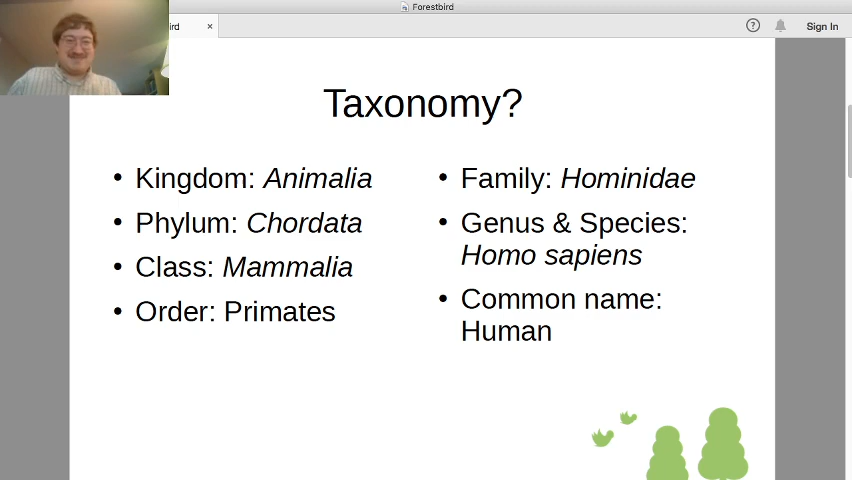 Forestbird
ird ×
? Sign In
Taxonomy?
• Kingdom: Animalia
• Phylum: Chordata
• Class: Mammalia
• Order: Primates
• Family: Hominidae
• Genus & Species:
Homo sapiens
• Common name:
Human